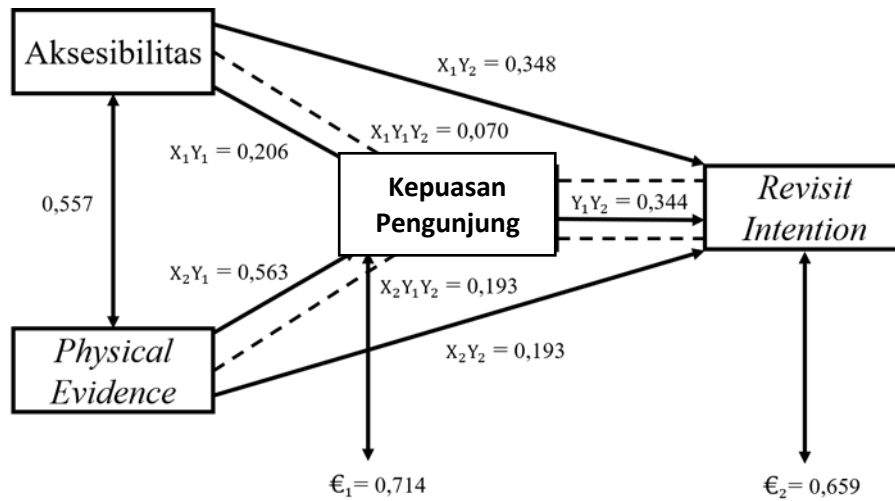 Aksesibilitas
X₁Y₂ = 0,348
X₁Y₁Y₂ = 0,070
X₁Y₁ = 0,206
Kepuasan
Pengunjung
0,557
Y₁Y₂ = 0,344
Revisit
Intention
X₂Y₁ = 0,563
X₂Y₁Y₂ = 0,193
X₂Y₂ = 0,193
Physical
Evidence
€₁= 0,714
€₂= 0,659